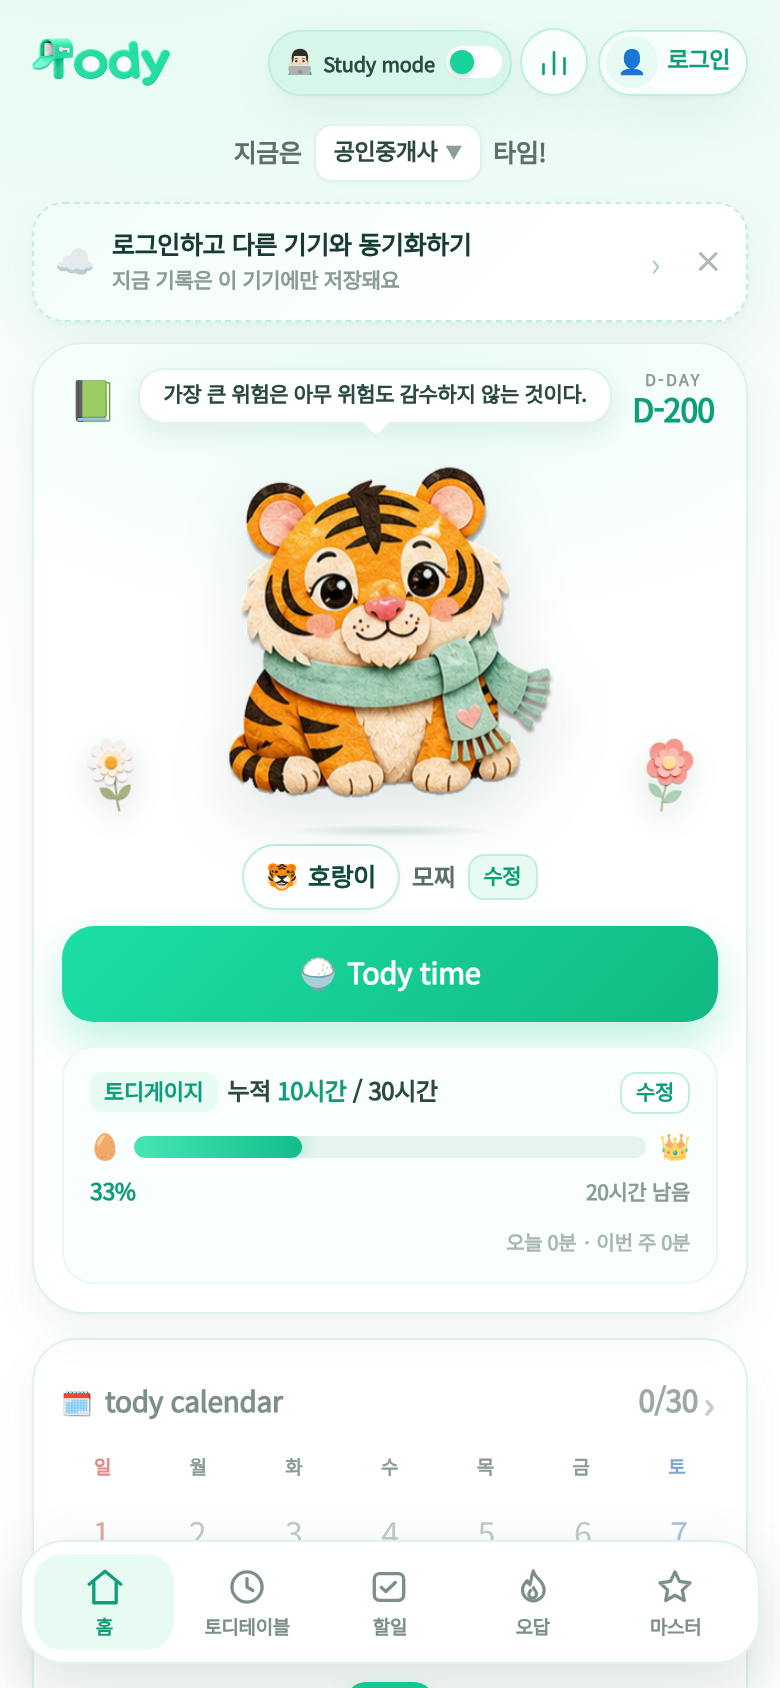 Tody
Study mode
로그인
지금은 공인중개사 ▼ 타임!
로그인하고 다른 기기와 동기화하기
지금 기록은 이 기기에만 저장돼요
가장 큰 위험은 아무 위험도 감수하지 않는 것이다.
D-DAY
D-200
호랑이 모찌 수정
Tody time
토디게이지 누적 10시간 / 30시간 수정
33% 20시간 남음
오늘 0분 · 이번 주 0분
tody calendar 0/30
일 월 화 수 목 금 토
1 2 3 4 5 6 7
홈 토디테이블 할일 오답 마스터